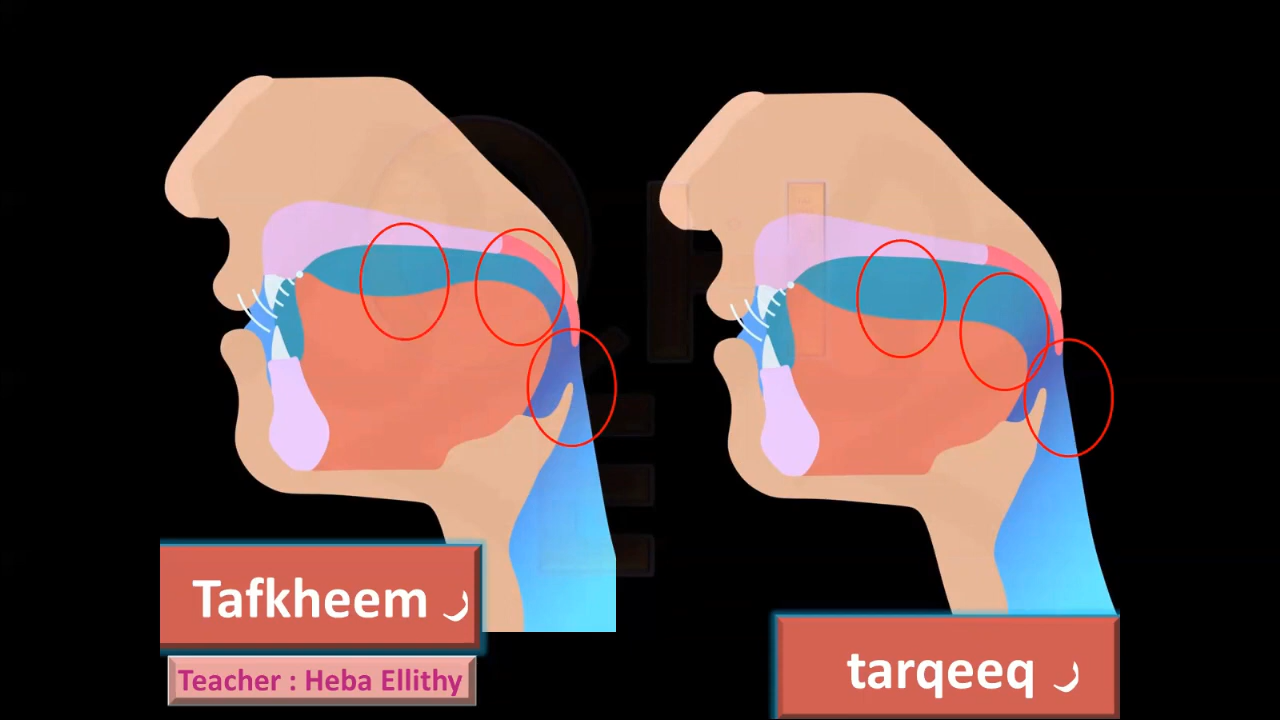 Tafkheem ر
Teacher : Heba Ellithy
tarqeeq ر